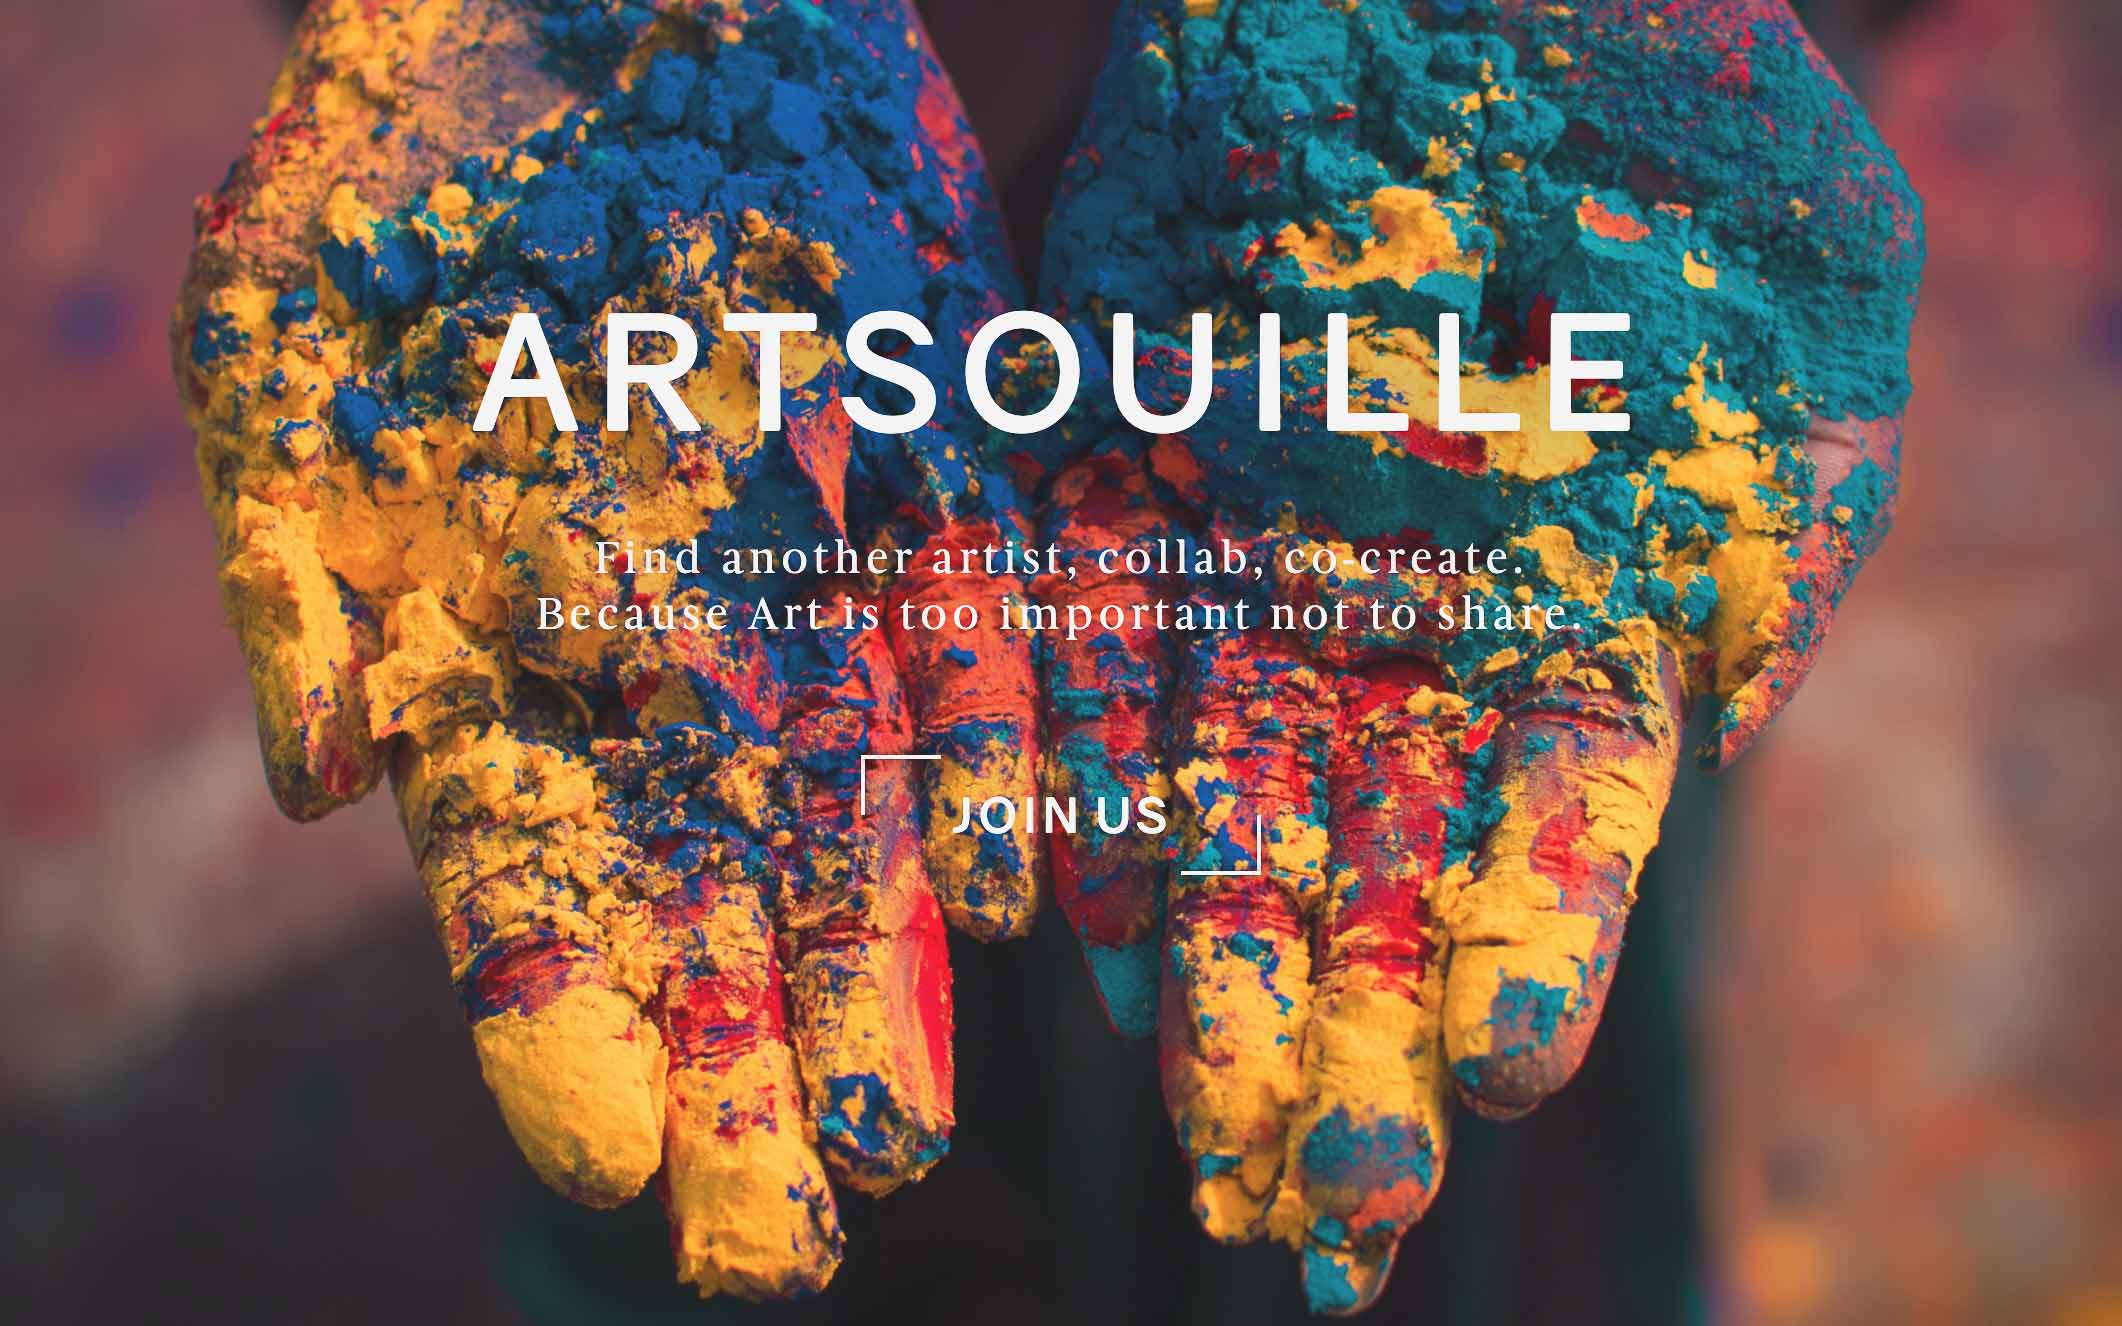 ARTSOUILLE
Find another artist, collab, co-create.
Because Art is too important not to share.
JOIN US